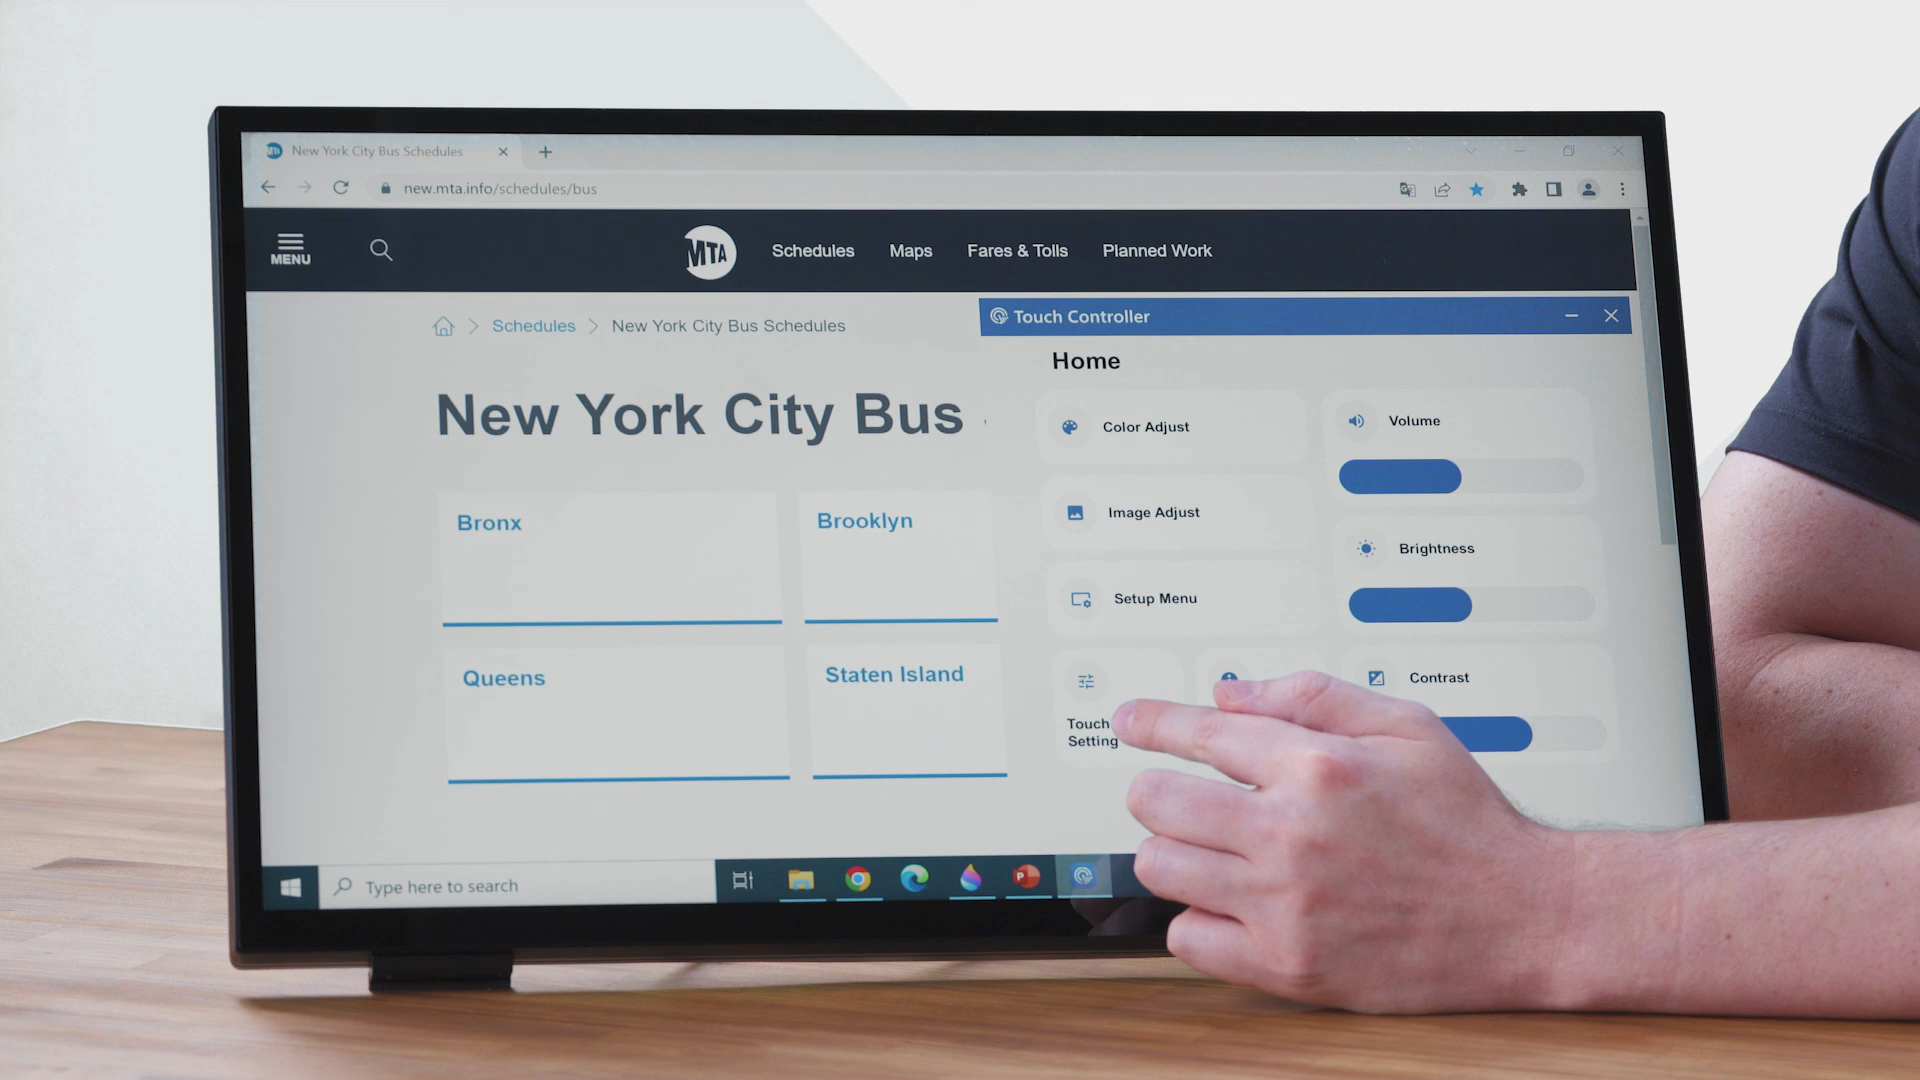 New York City Bus Schedules
new.mta.info/schedules/bus
MENU
MTA
Schedules
Maps
Fares & Tolls
Planned Work
Schedules
New York City Bus Schedules
New York City Bus
Bronx
Brooklyn
Queens
Staten Island
Touch Controller
Home
Color Adjust
Image Adjust
Setup Menu
Touch
Setting
Volume
Brightness
Contrast
Type here to search
P